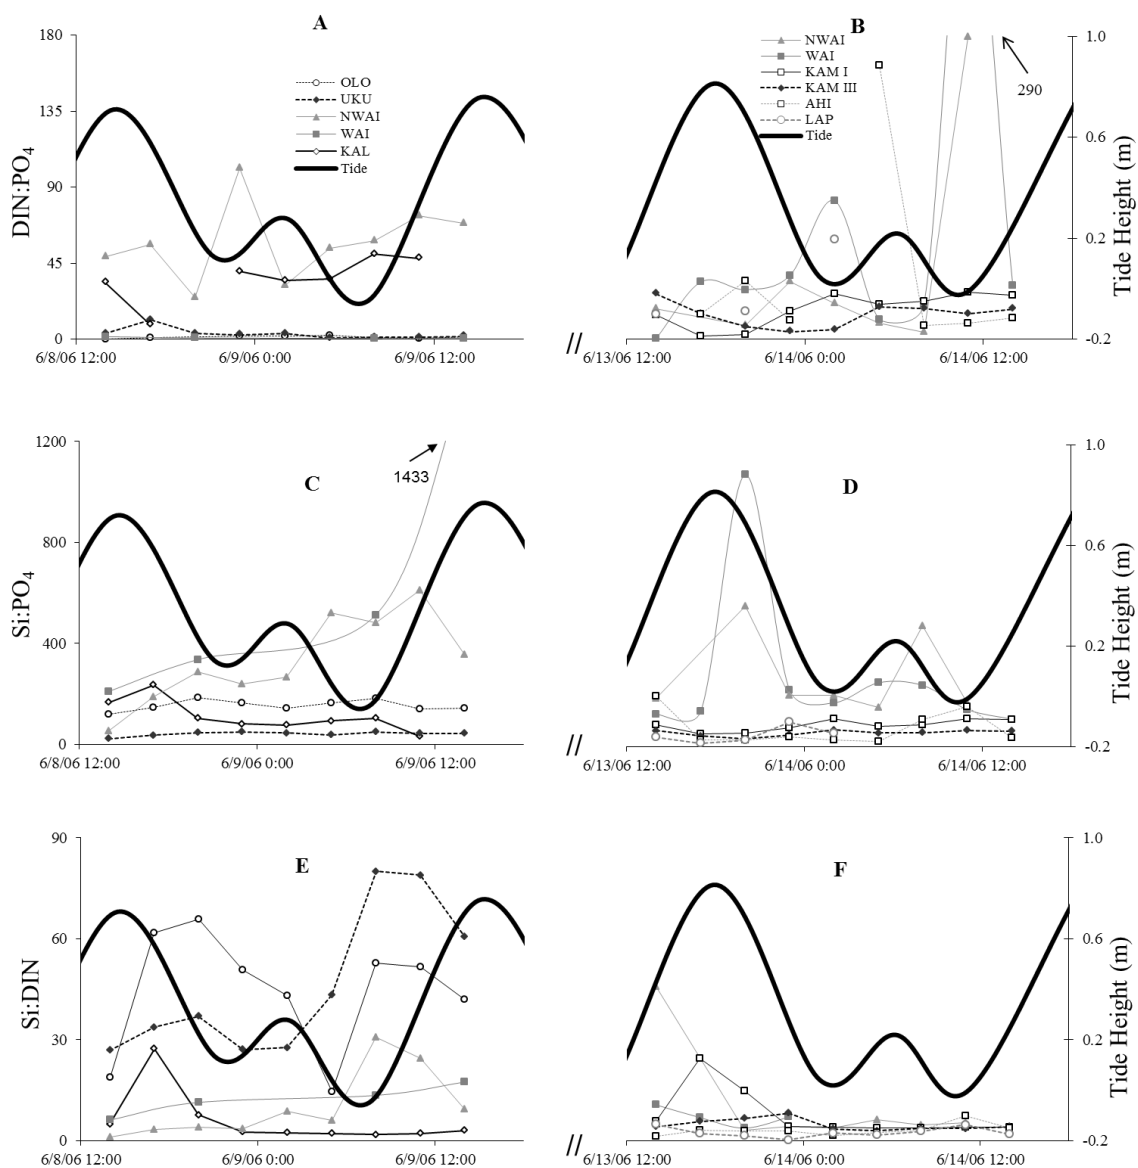 A
B
180
135
90
45
0
DIN:PO4
OLO
UKU
NWAI
WAI
KAL
Tide
6/8/06 12:00
6/9/06 0:00
6/9/06 12:00
//
NWAI
WAI
KAM I
KAM III
AHI
LAP
Tide
290
1.0
0.6
0.2
-0.2
Tide Height (m)
6/13/06 12:00
6/14/06 0:00
6/14/06 12:00
C
D
1200
800
400
0
Si:PO4
1433
6/8/06 12:00
6/9/06 0:00
6/9/06 12:00
//
1.0
0.6
0.2
-0.2
Tide Height (m)
6/13/06 12:00
6/14/06 0:00
6/14/06 12:00
E
F
90
60
30
0
Si:DIN
6/8/06 12:00
6/9/06 0:00
6/9/06 12:00
//
1.0
0.6
0.2
-0.2
Tide Height (m)
6/13/06 12:00
6/14/06 0:00
6/14/06 12:00